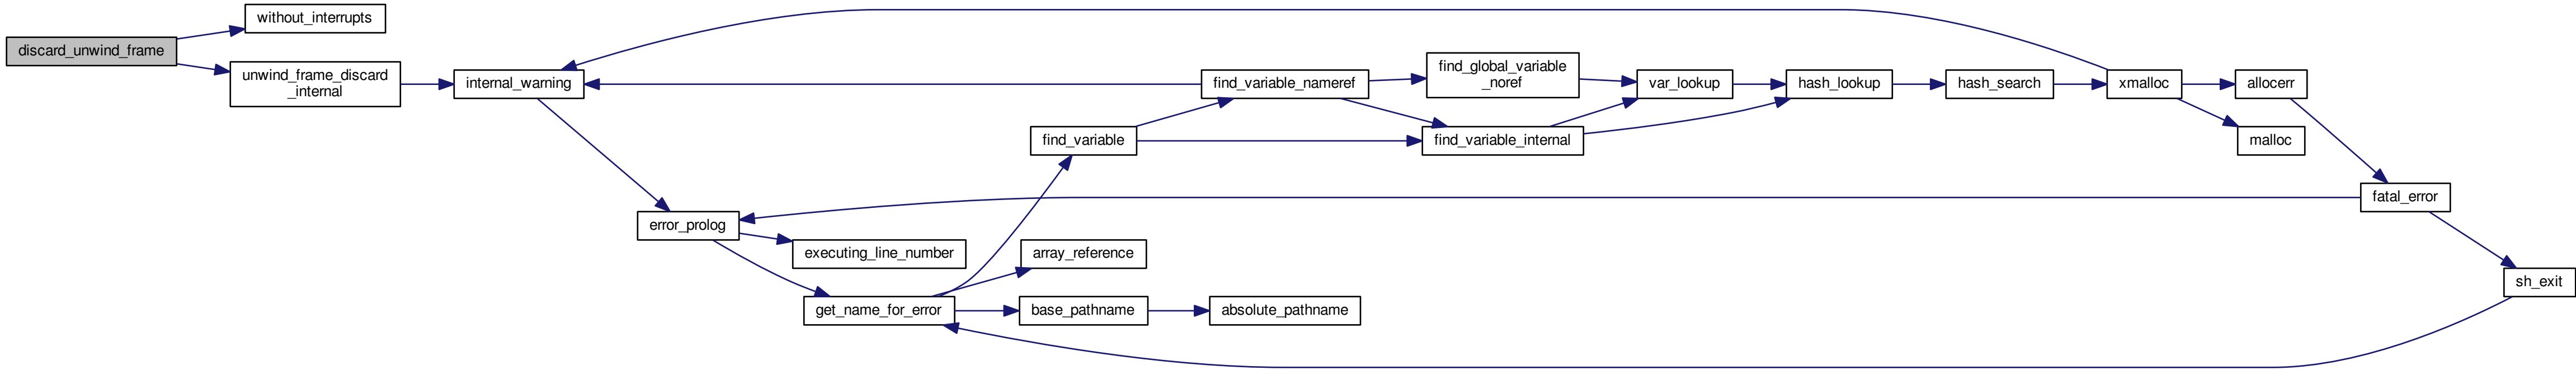 without_interrupts
discard_unwind_frame
unwind_frame_discard
_internal
internal_warning
find_variable_nameref
find_global_variable
_noref
var_lookup
hash_lookup
hash_search
xmalloc
allocerr
find_variable
find_variable_internal
malloc
fatal_error
error_prolog
executing_line_number
array_reference
sh_exit
get_name_for_error
base_pathname
absolute_pathname